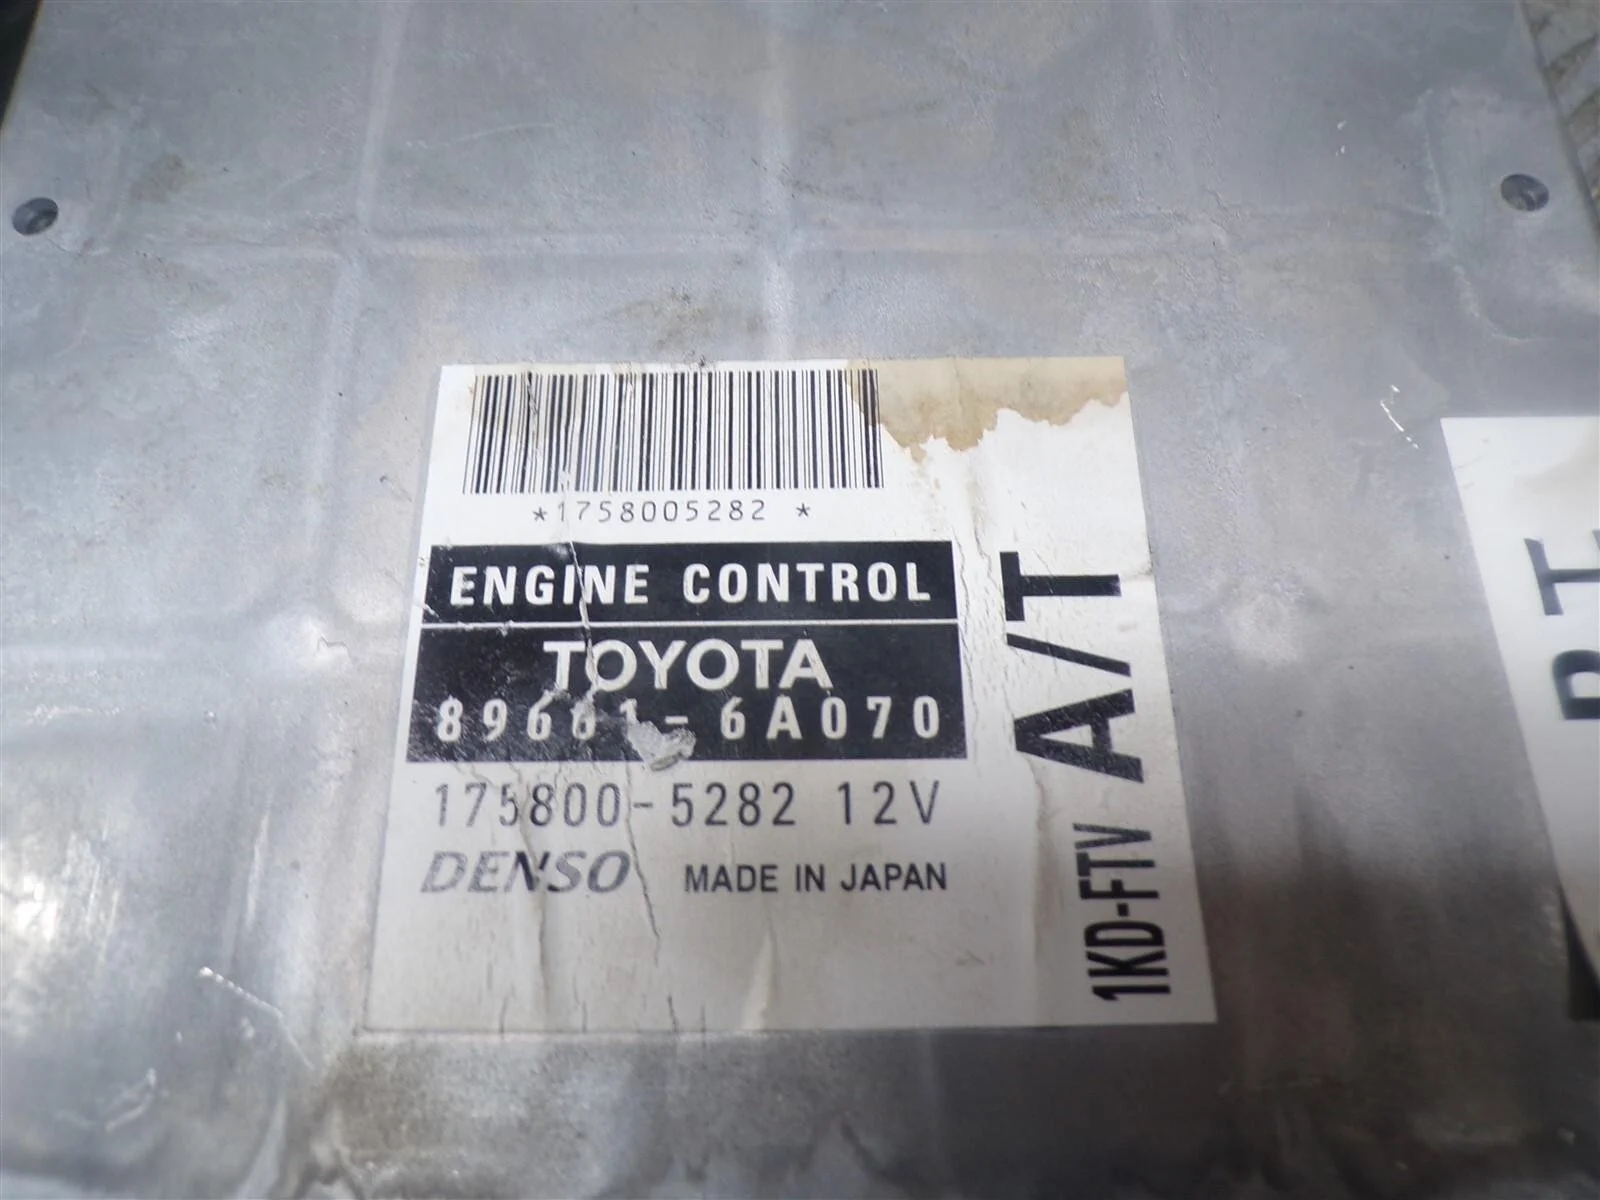 *1758005282 *
ENGINE CONTROL
TOYOTA
89661-6A070
175800-5282 12V
DENSO MADE IN JAPAN
1KD-FTV A/T